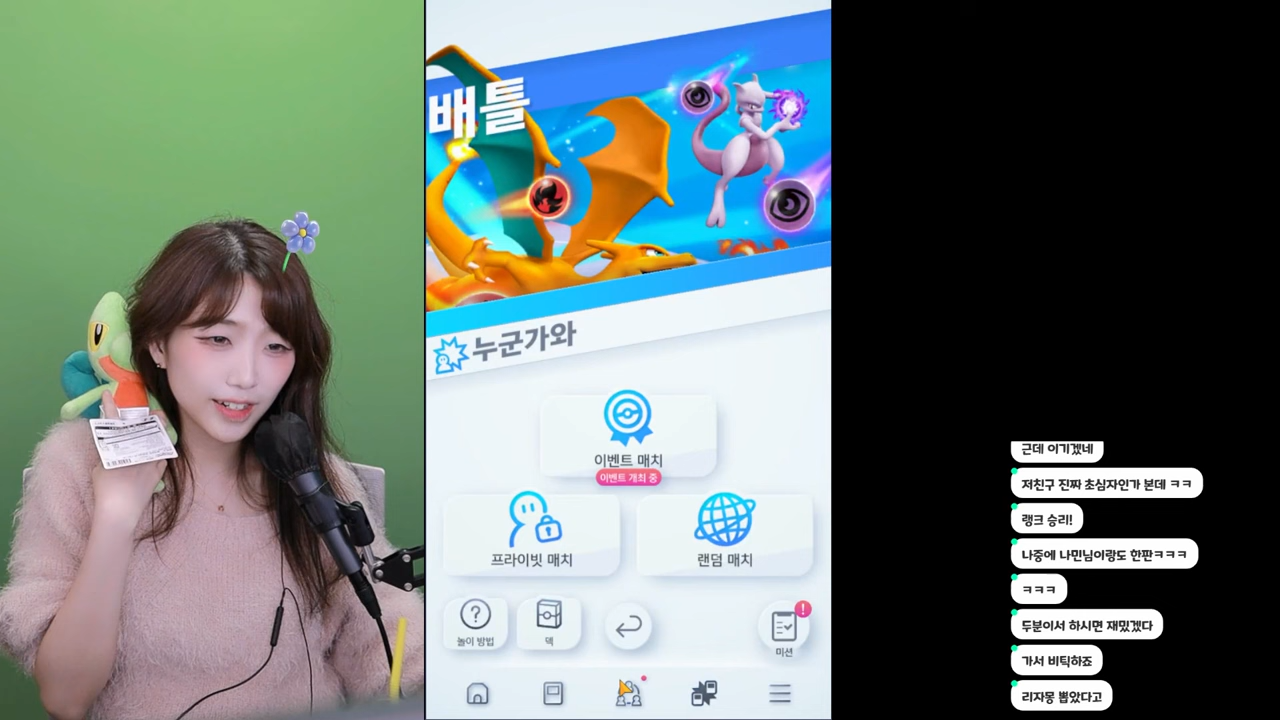 배틀
누군가와
이벤트 매치
이벤트 개최 중
프라이빗 매치
랜덤 매치
놀이 방법
덱
미션
근데 이기겠네
저친구 진짜 초심자인가 본데 ㅋㅋ
랭크 승리!
나중에 나민님이랑도 한판ㅋㅋㅋ
ㅋㅋㅋ
두분이서 하시면 재밌겠다
가서 비틱하죠
리자몽 뽑았다고